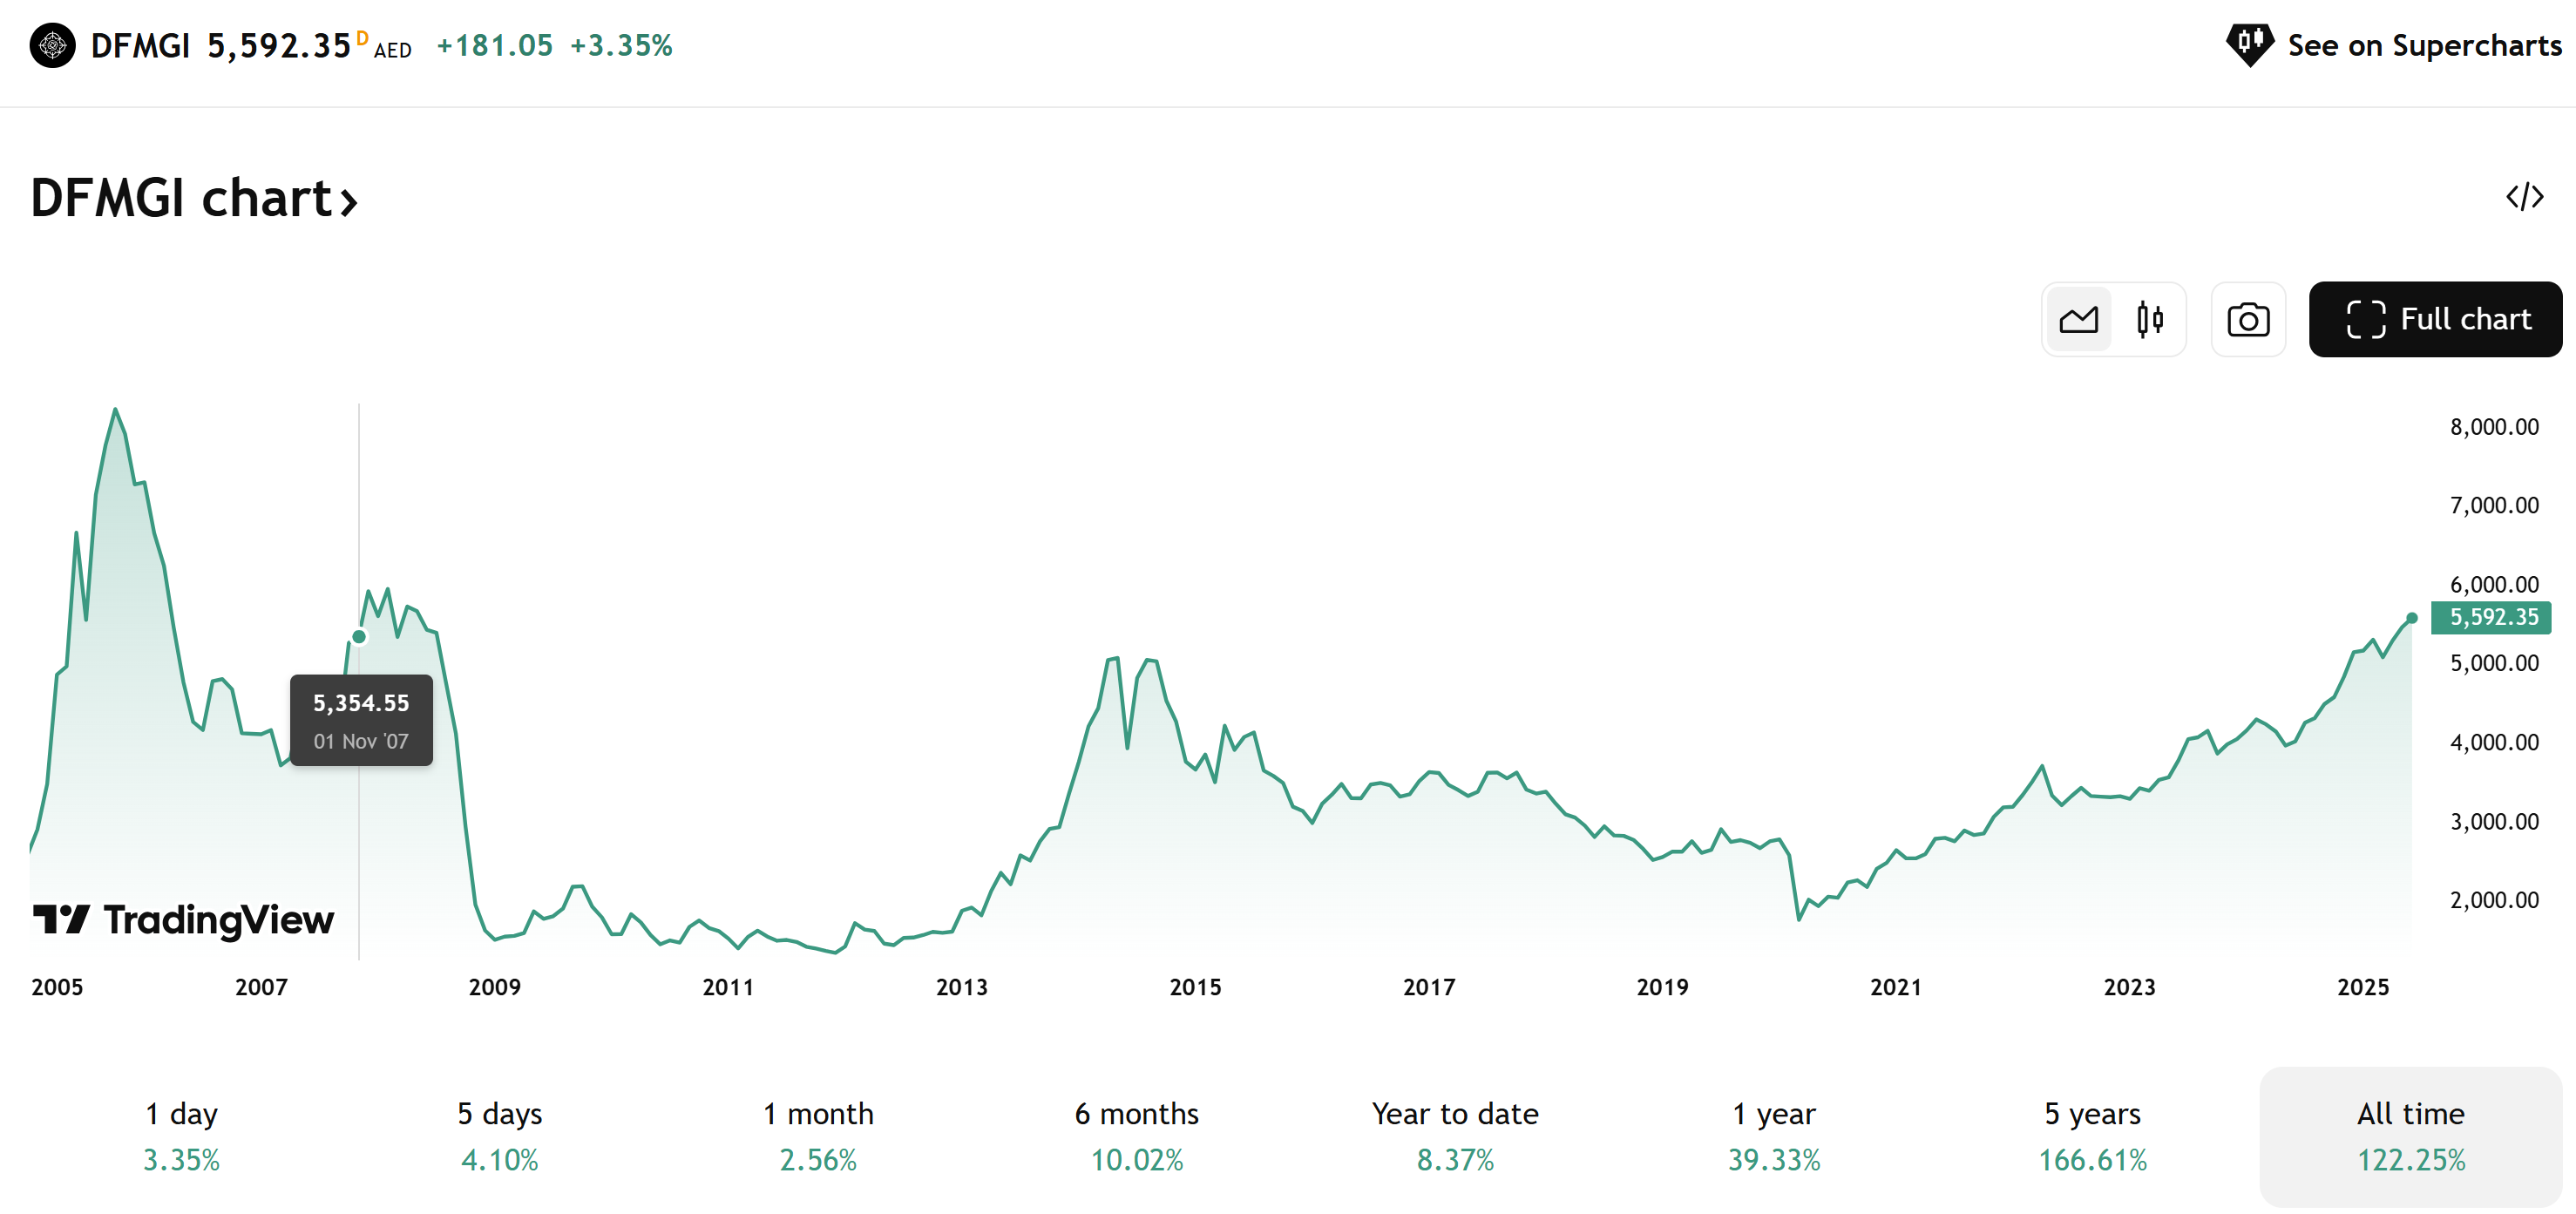 DFMGI 5,592.35 D AED +181.05 +3.35%
See on Supercharts
DFMGI chart›
</>
Full chart
8,000.00
7,000.00
6,000.00
5,592.35
5,000.00
4,000.00
3,000.00
2,000.00
5,354.55
01 Nov '07
TradingView
2005 2007 2009 2011 2013 2015 2017 2019 2021 2023 2025
1 day 5 days 1 month 6 months Year to date 1 year 5 years All time
3.35% 4.10% 2.56% 10.02% 8.37% 39.33% 166.61% 122.25%